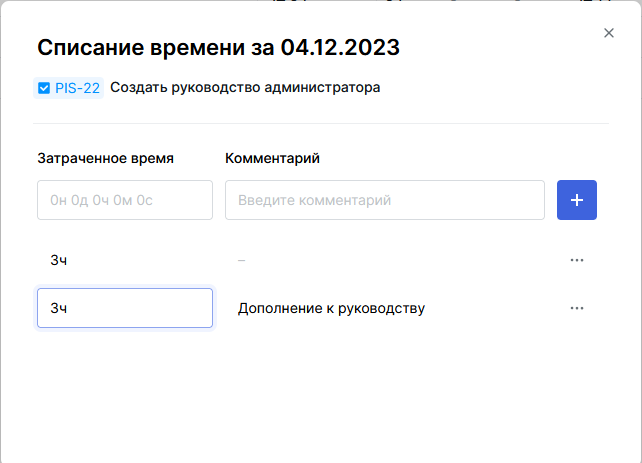 Списание времени за 04.12.2023
PIS-22 Создать руководство администратора
Затраченное время Комментарий
0н 0д 0ч 0м 0с Введите комментарий
3ч –
3ч Дополнение к руководству